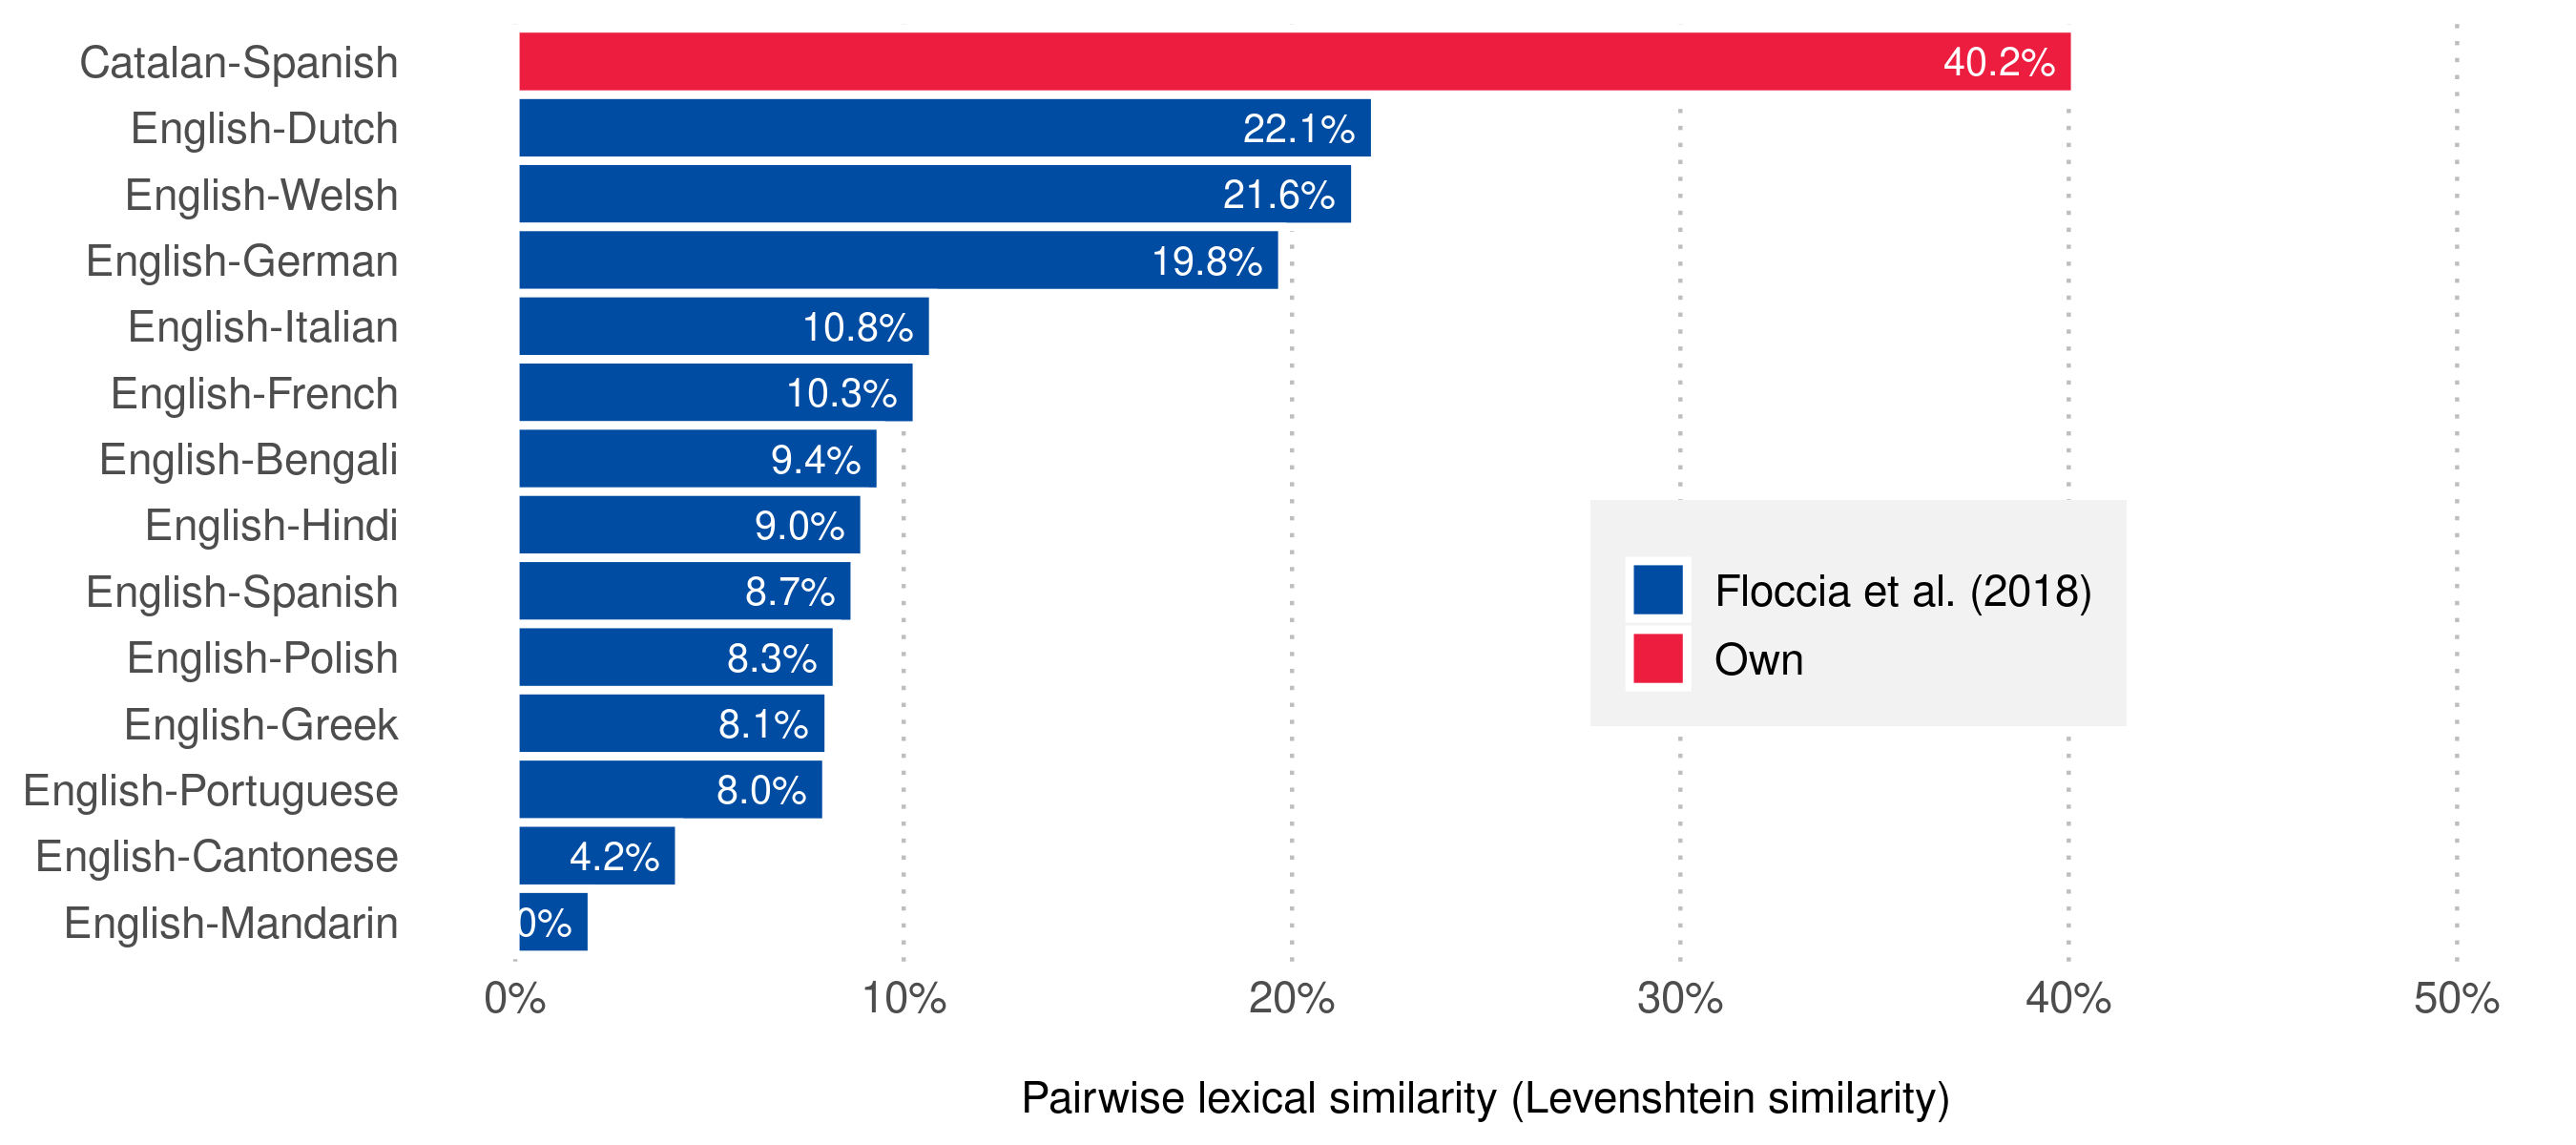 Catalan-Spanish 40.2%
English-Dutch 22.1%
English-Welsh 21.6%
English-German 19.8%
English-Italian 10.8%
English-French 10.3%
English-Bengali 9.4%
English-Hindi 9.0%
English-Spanish 8.7%
English-Polish 8.3%
English-Greek 8.1%
English-Portuguese 8.0%
English-Cantonese 4.2%
English-Mandarin 0%
Floccia et al. (2018)
Own
0% 10% 20% 30% 40% 50%
Pairwise lexical similarity (Levenshtein similarity)